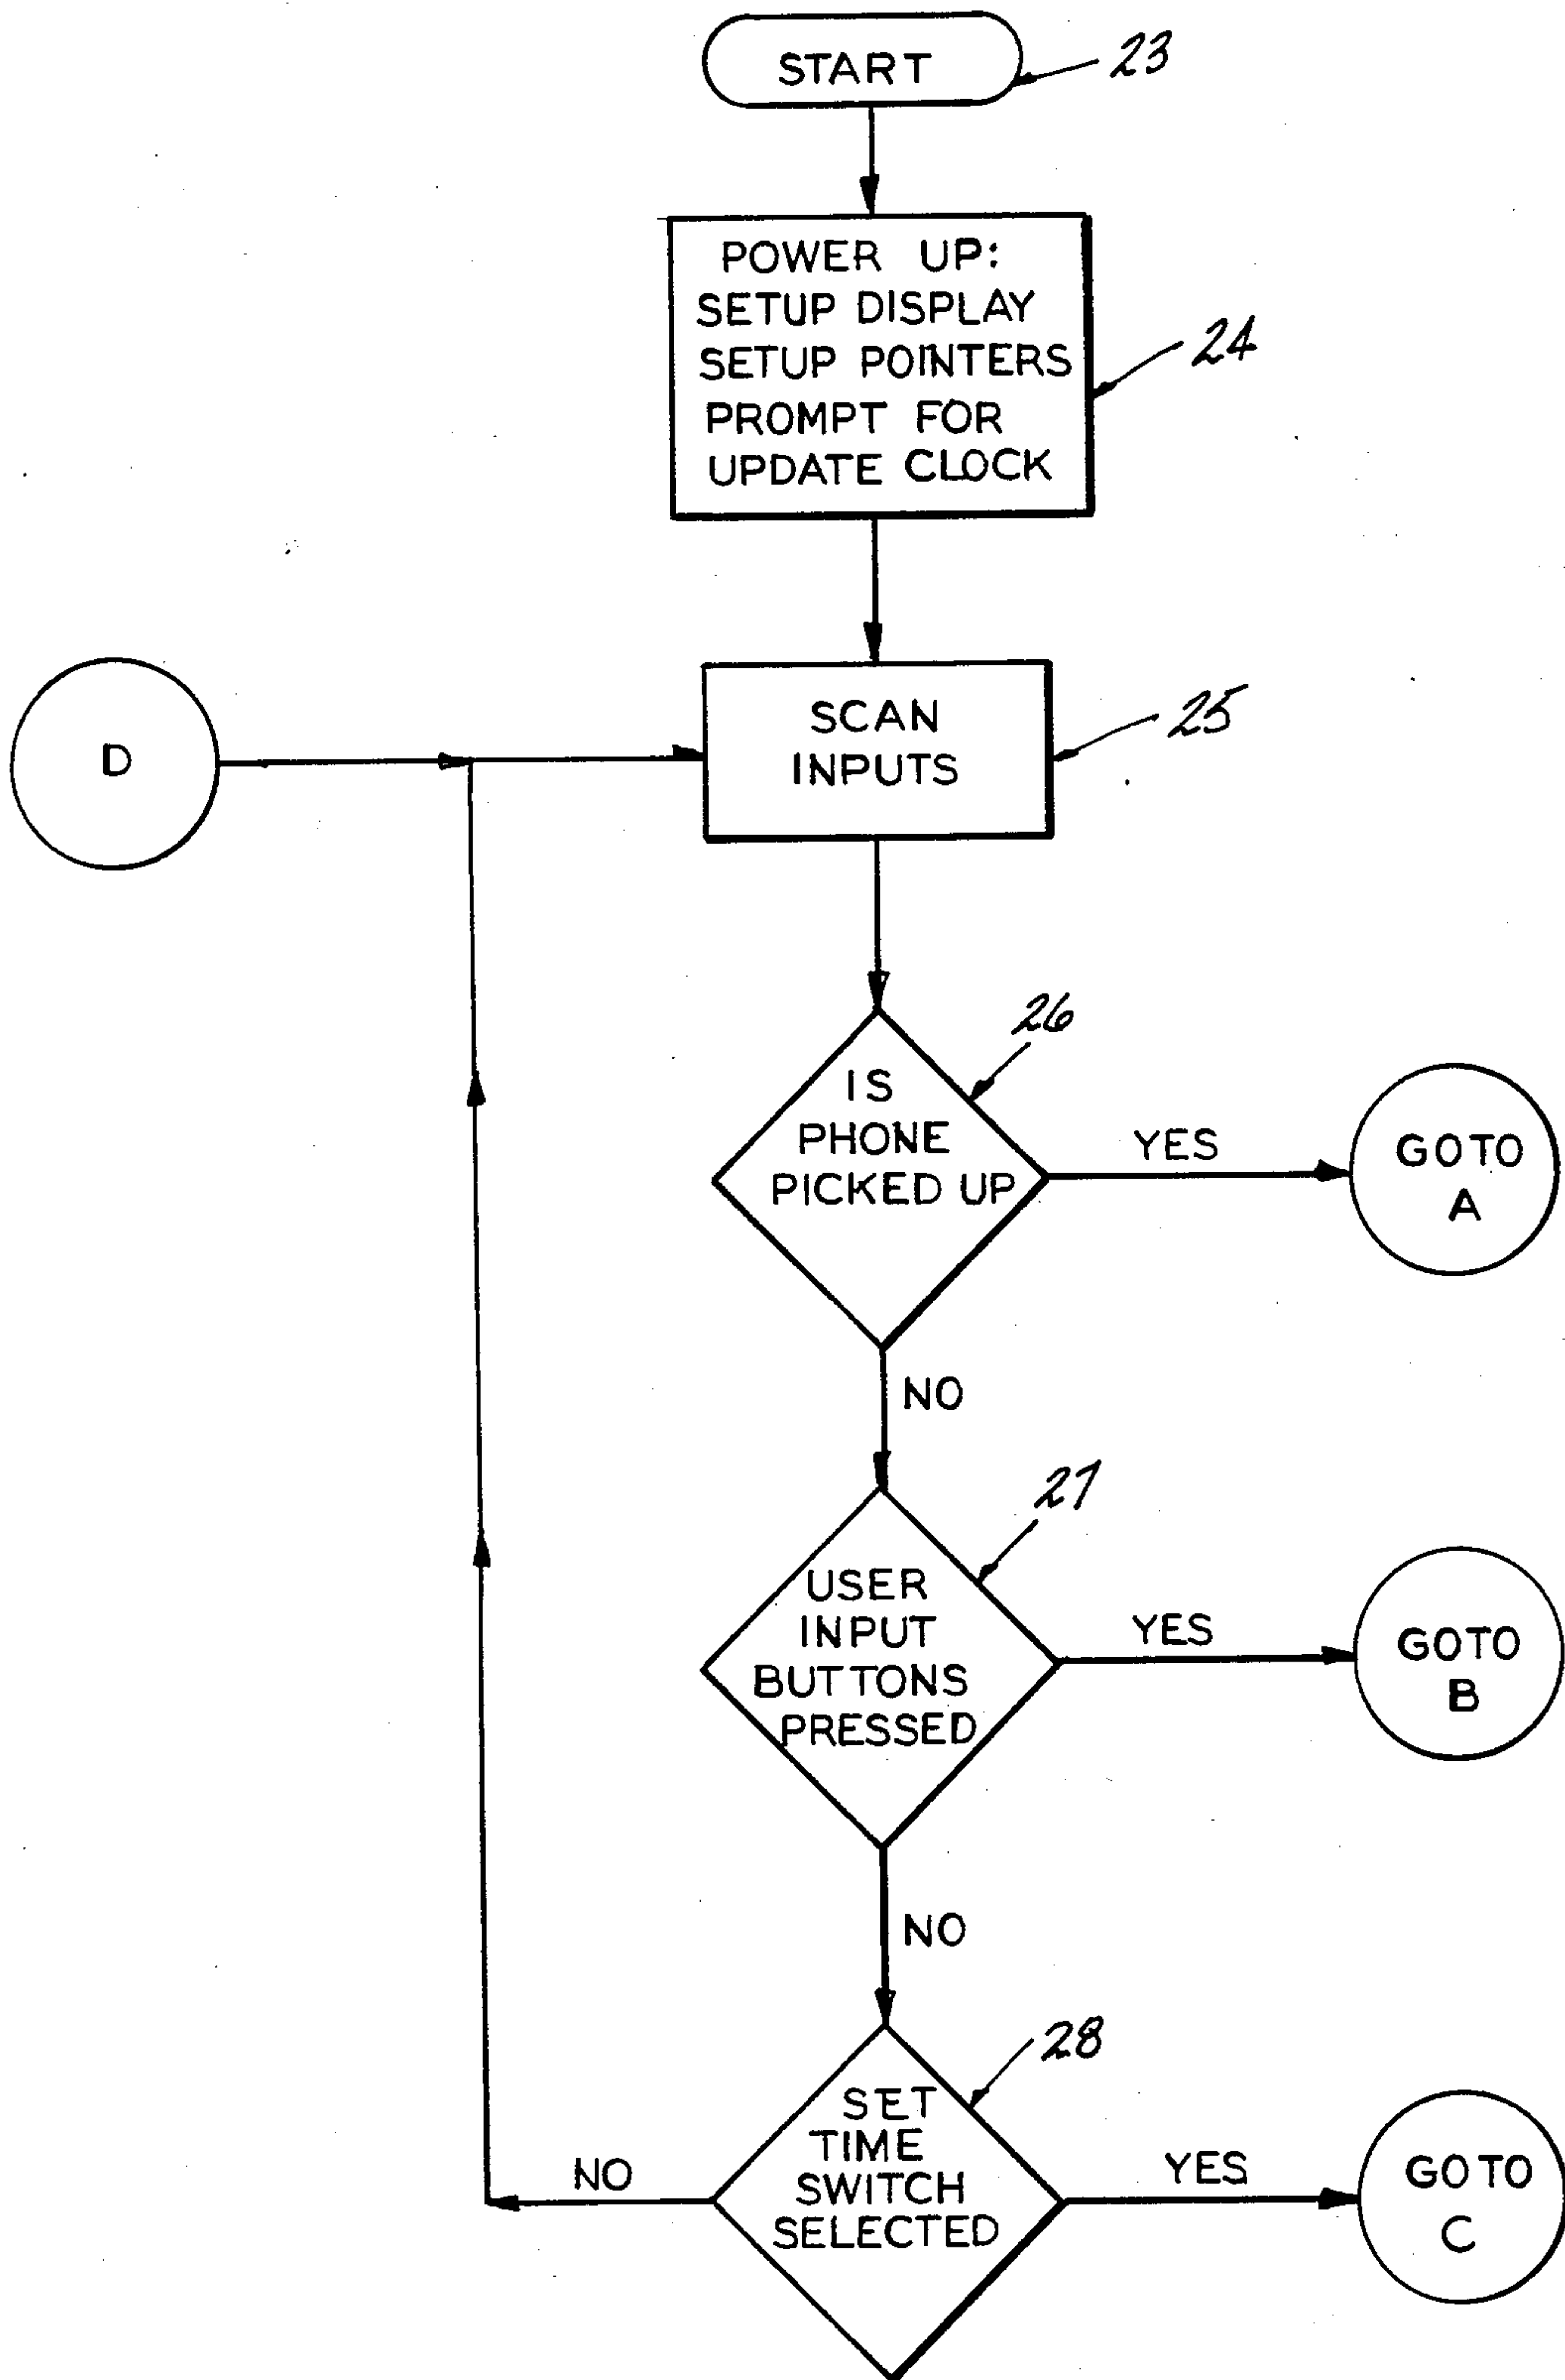 START
23
POWER UP:
SETUP DISPLAY
SETUP POINTERS
PROMPT FOR
UPDATE CLOCK
24
D
SCAN
INPUTS
25
26
IS
PHONE
PICKED UP
YES
GOTO
A
NO
27
USER
INPUT
BUTTONS
PRESSED
YES
GOTO
B
NO
28
SET
TIME
SWITCH
SELECTED
NO
YES
GOTO
C